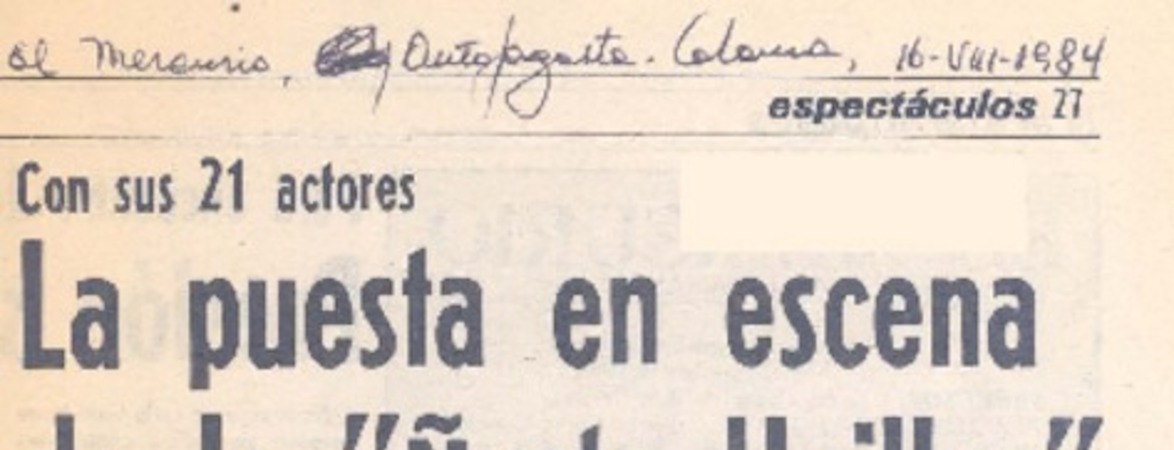 el Mercurio, Antofagasta - Calama, 16-VIII-1984
espectáculos 27
Con sus 21 actores
La puesta en escena